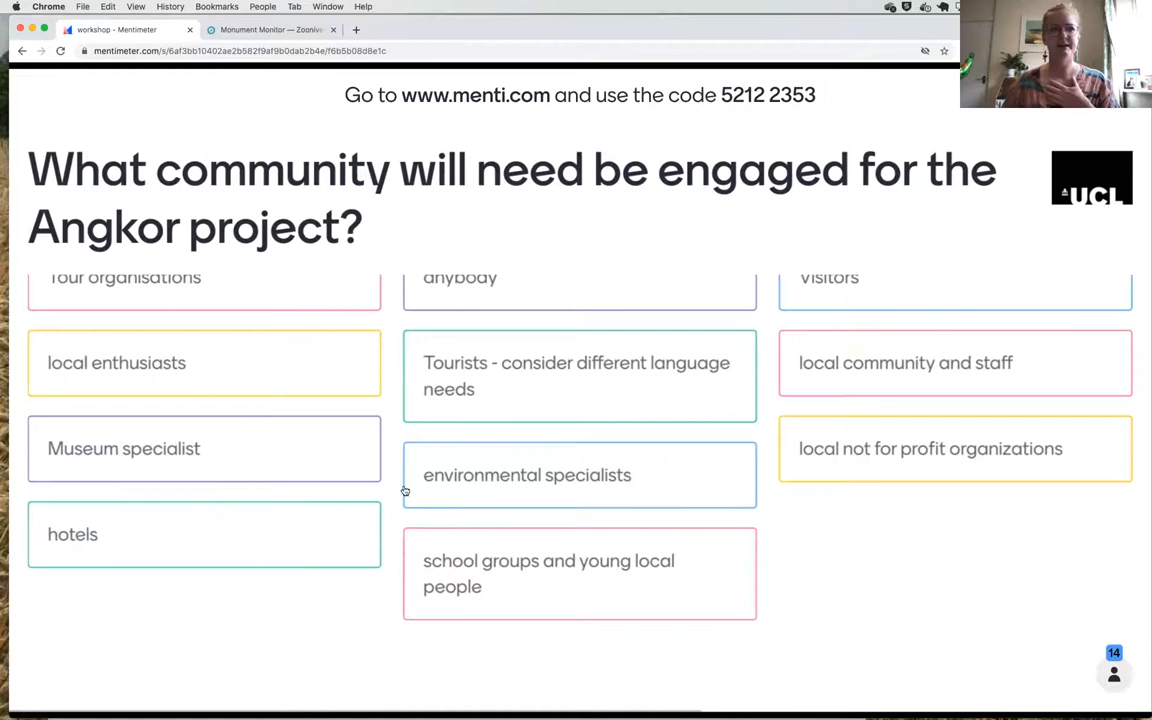 Chrome File Edit View History Bookmarks People Tab Window Help
workshop - Mentimeter
Monument Monitor — Zooniv
mentimeter.com/s/6af3bb10402ae2b582f9af9b0dab2b4e/f6b5b08d8e1c
Go to www.menti.com and use the code 5212 2353
What community will need be engaged for the
Angkor project?
UCL
Tour organisations
anybody
Visitors
local enthusiasts
Tourists - consider different language
needs
local community and staff
Museum specialist
environmental specialists
local not for profit organizations
hotels
school groups and young local
people
14